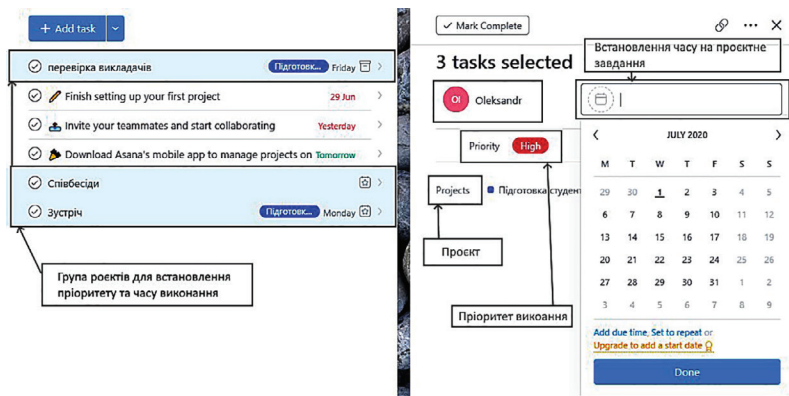 + Add task
перевірка викладачів Підготовк... Friday
Finish setting up your first project 29 Jun
Invite your teammates and start collaborating Yesterday
Download Asana's mobile app to manage projects on Tomorrow
Співбесіди
Зустріч Підготовк... Monday
Група роєктів для встановлення
пріоритету та часу виконання
Mark Complete
3 tasks selected
Встановлення часу на проєктне
завдання
OI Oleksandr
Priority High
Projects Підготовка студен
Проєкт
Пріоритет викоання
JULY 2020
M T W T F S S
29 30 1 2 3 4 5
6 7 8 9 10 11 12
13 14 15 16 17 18 19
20 21 22 23 24 25 26
27 28 29 30 31 1 2
3 4 5 6 7 8 9
Add due time, Set to repeat or
Upgrade to add a start date
Done